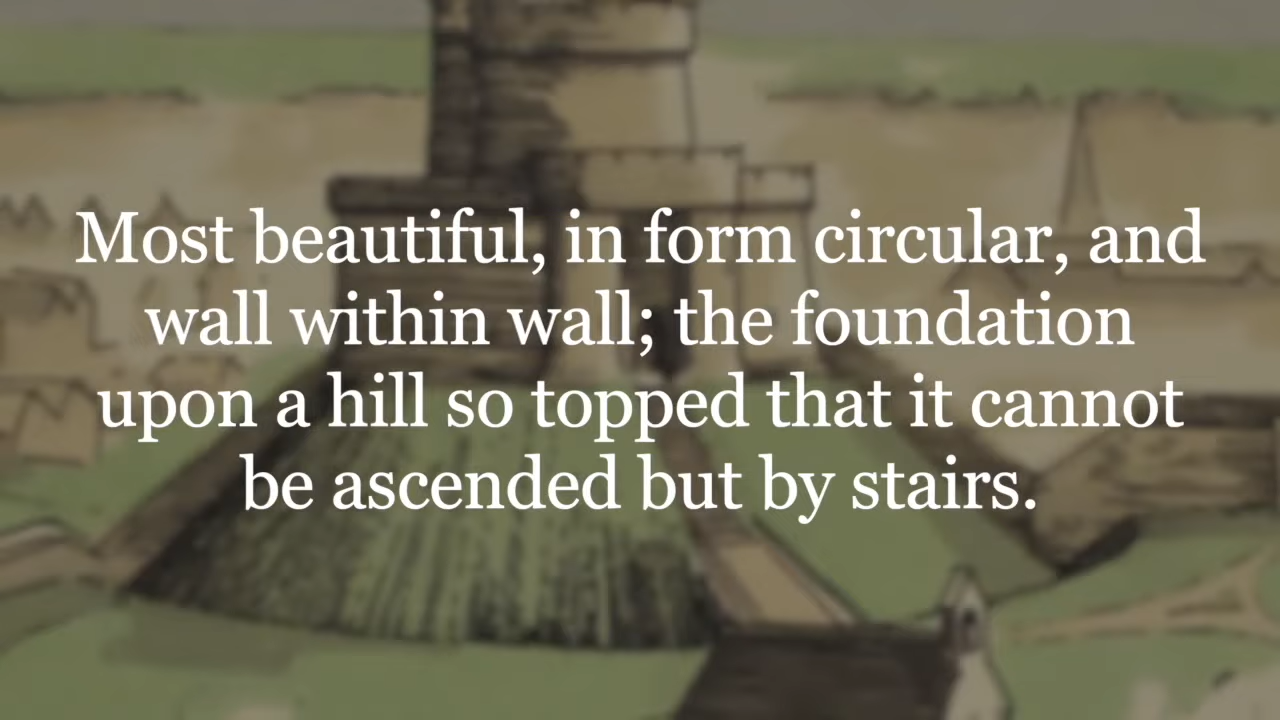 Most beautiful, in form circular, and
wall within wall; the foundation
upon a hill so topped that it cannot
be ascended but by stairs.